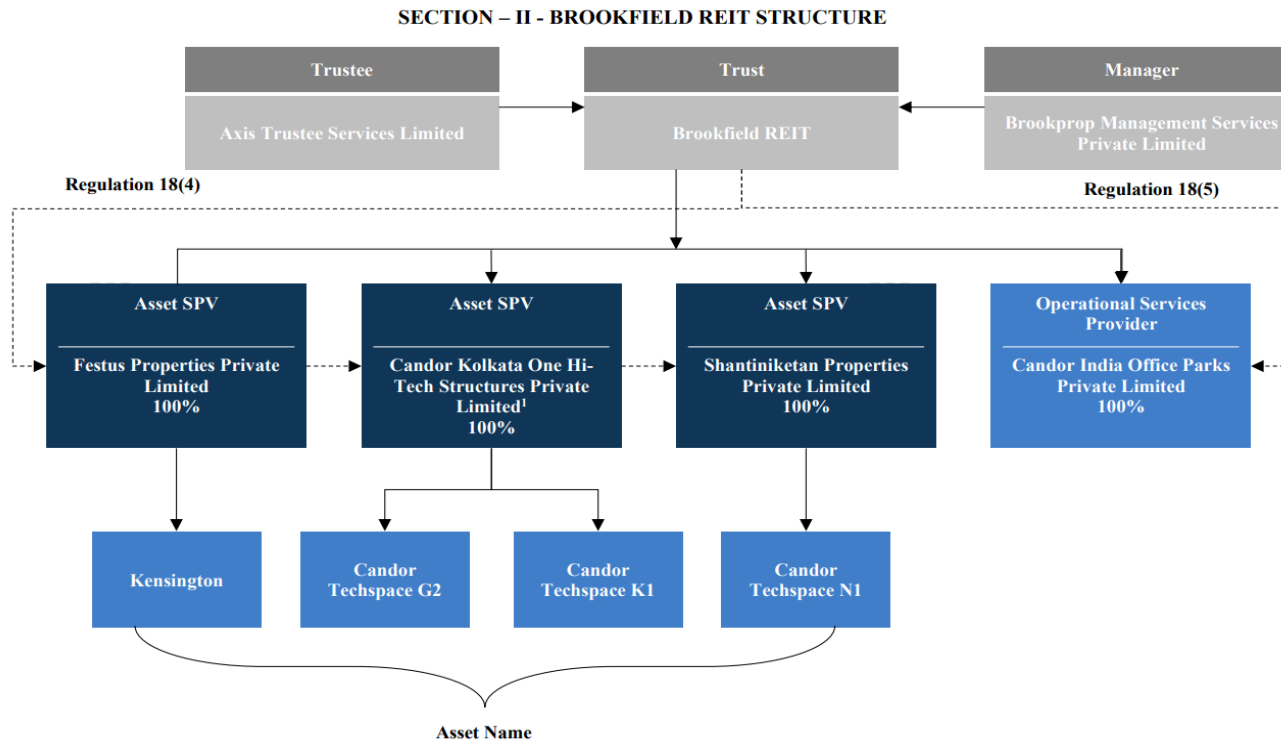 SECTION – II - BROOKFIELD REIT STRUCTURE
Trustee
Axis Trustee Services Limited
Trust
Brookfield REIT
Manager
Brookprop Management Services
Private Limited
Regulation 18(4)
Regulation 18(5)
Asset SPV
Festus Properties Private
Limited
100%
Asset SPV
Candor Kolkata One Hi-
Tech Structures Private
Limited¹
100%
Asset SPV
Shantiniketan Properties
Private Limited
100%
Operational Services
Provider
Candor India Office Parks
Private Limited
100%
Kensington
Candor
Techspace G2
Candor
Techspace K1
Candor
Techspace N1
Asset Name